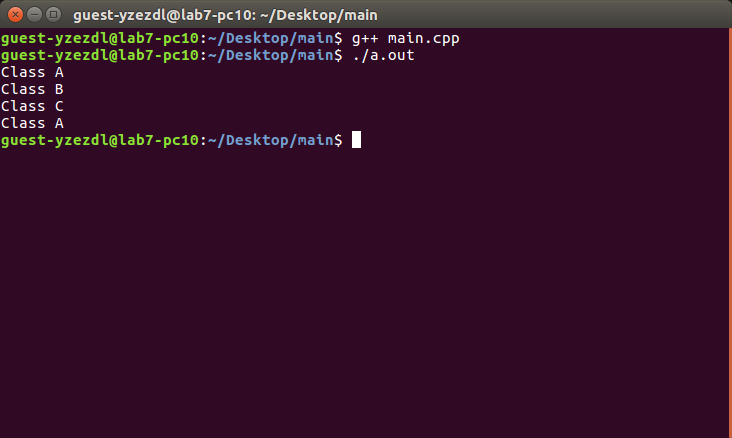 guest-yzezdl@lab7-pc10: ~/Desktop/main
guest-yzezdl@lab7-pc10:~/Desktop/main$ g++ main.cpp
guest-yzezdl@lab7-pc10:~/Desktop/main$ ./a.out
Class A
Class B
Class C
Class A
guest-yzezdl@lab7-pc10:~/Desktop/main$